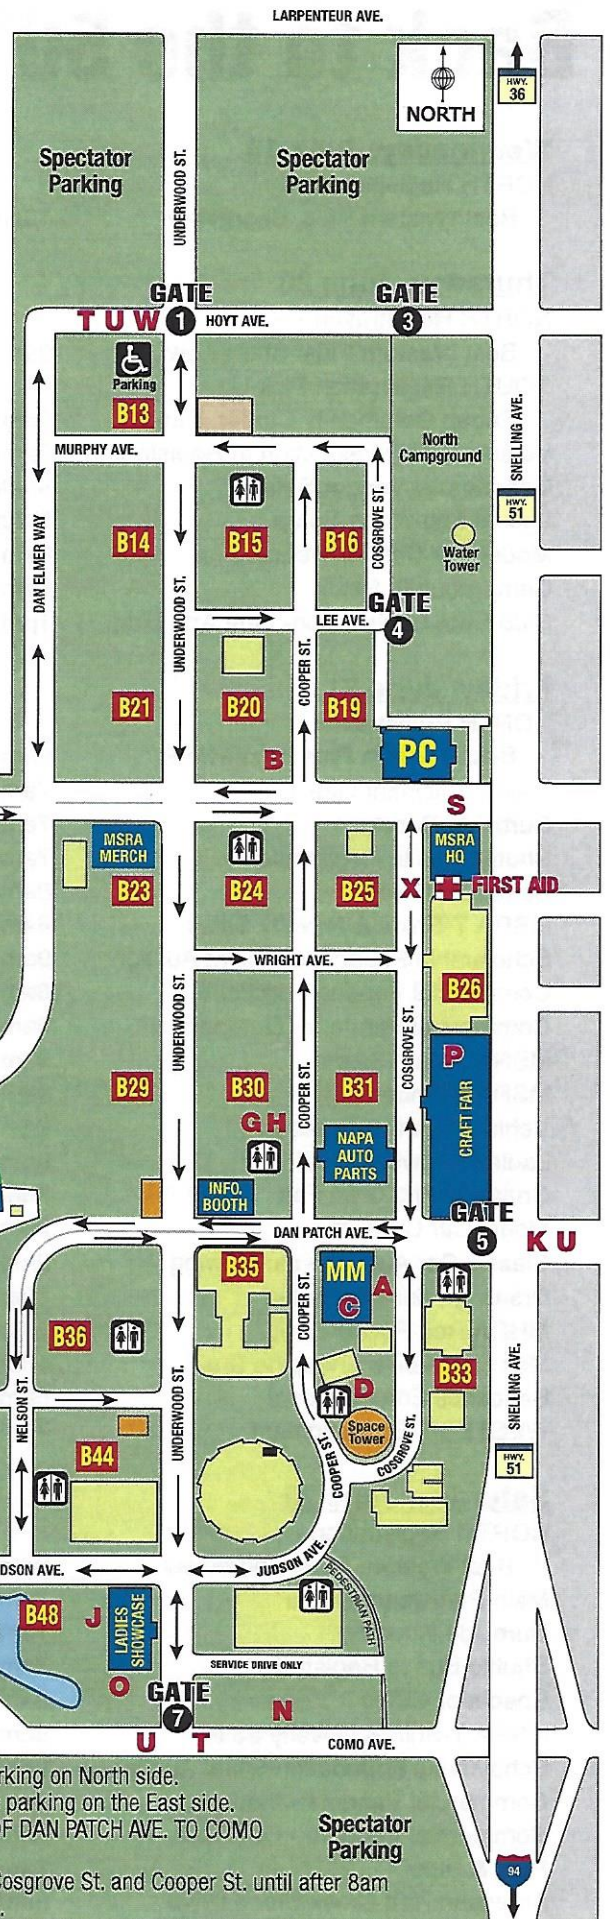 LARPENTEUR AVE.
HWY.
36
NORTH
Spectator
Parking
Spectator
Parking
UNDERWOOD ST.
GATE
1
GATE
3
T U W
HOYT AVE.
Parking
B13
MURPHY AVE.
North
Campground
SNELLING AVE.
HWY.
51
DAN ELMER WAY
B14
UNDERWOOD ST.
B15
B16
COSGROVE ST.
Water
Tower
LEE AVE.
GATE
4
COOPER ST.
B21
B20
B19
B
PC
S
MSRA
MERCH
B23
B24
B25
MSRA
HQ
X
FIRST AID
WRIGHT AVE.
B26
UNDERWOOD ST.
COOPER ST.
COSGROVE ST.
B29
B30
B31
P
CRAFT FAIR
G H
NAPA
AUTO
PARTS
INFO.
BOOTH
DAN PATCH AVE.
GATE
5
K U
B35
MM
C
A
COOPER ST.
B36
B33
D
NELSON ST.
UNDERWOOD ST.
Space
Tower
SNELLING AVE.
HWY.
51
B44
COOPER ST.
COSGROVE ST.
DSON AVE.
JUDSON AVE.
PEDESTRIAN PATH
B48
J
LADIES
SHOWCASE
O
SERVICE DRIVE ONLY
GATE
7
N
U
T
COMO AVE.
rking on North side.
parking on the East side.
F DAN PATCH AVE. TO COMO
Spectator
Parking
Cosgrove St. and Cooper St. until after 8am
94